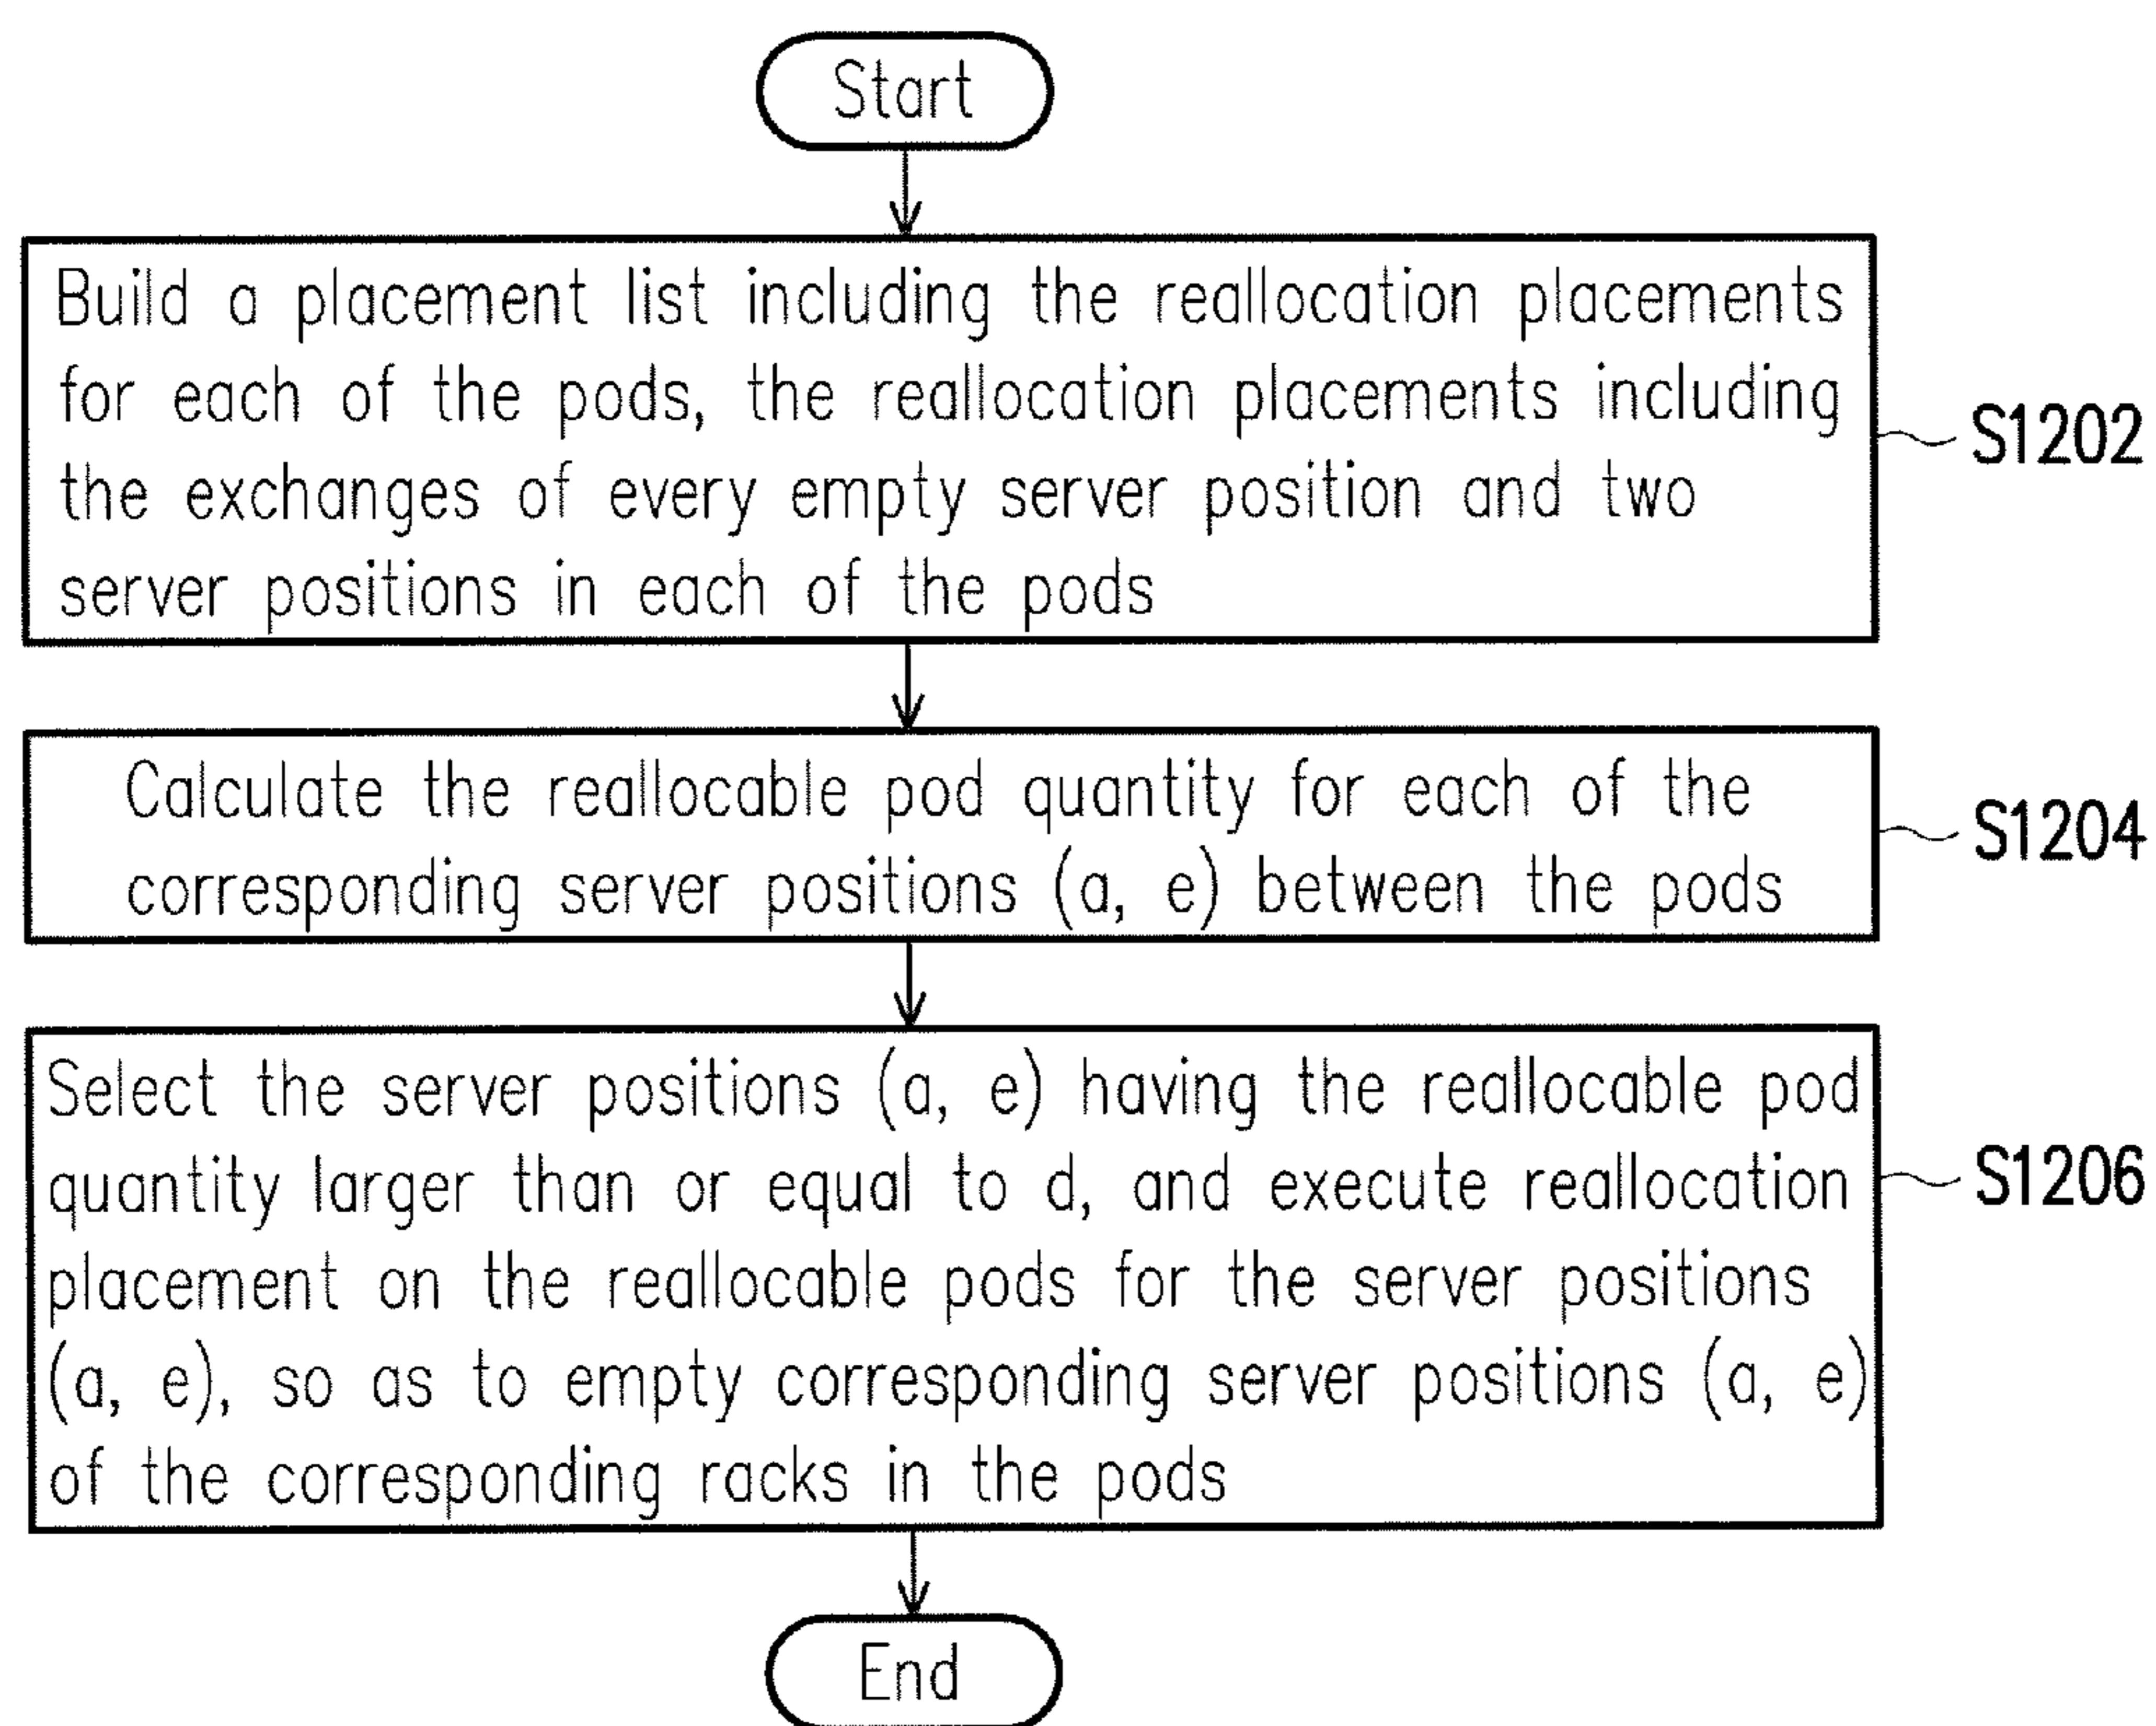 Start
Build a placement list including the reallocation placements
for each of the pods, the reallocation placements including
the exchanges of every empty server position and two
server positions in each of the pods
S1202
Calculate the reallocable pod quantity for each of the
corresponding server positions (a, e) between the pods
S1204
Select the server positions (a, e) having the reallocable pod
quantity larger than or equal to d, and execute reallocation
placement on the reallocable pods for the server positions
(a, e), so as to empty corresponding server positions (a, e)
of the corresponding racks in the pods
S1206
End